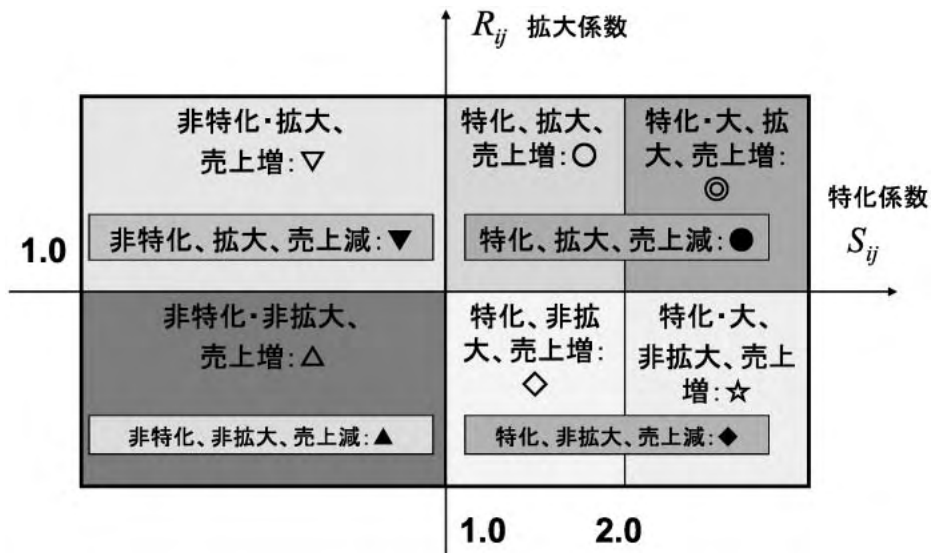 R_ij 拡大係数
非特化・拡大、
売上増：▽
特化、拡大、
売上増：○
特化・大、拡
大、売上増：
◎
特化係数
S_ij
非特化、拡大、売上減：▼
特化、拡大、売上減：●
1.0
非特化・非拡大、
売上増：△
特化、非拡
大、売上増：
◇
特化・大、
非拡大、売上
増：☆
非特化、非拡大、売上減：▲
特化、非拡大、売上減：◆
1.0
2.0